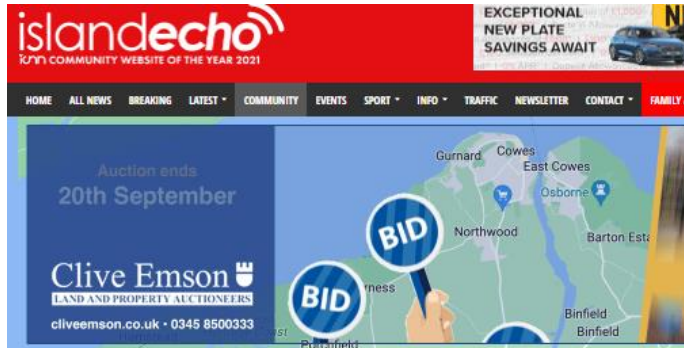 islandecho
icnn COMMUNITY WEBSITE OF THE YEAR 2021
EXCEPTIONAL
NEW PLATE
SAVINGS AWAIT
HOME ALL NEWS BREAKING LATEST COMMUNITY EVENTS SPORT INFO TRAFFIC NEWSLETTER CONTACT FAMILY
Auction ends
20th September
Clive Emson
LAND AND PROPERTY AUCTIONEERS
cliveemson.co.uk · 0345 8500333
Gurnard
Cowes
East Cowes
Osborne
BID
Northwood
Barton Esta
BID
ness
Binfield
Binfield